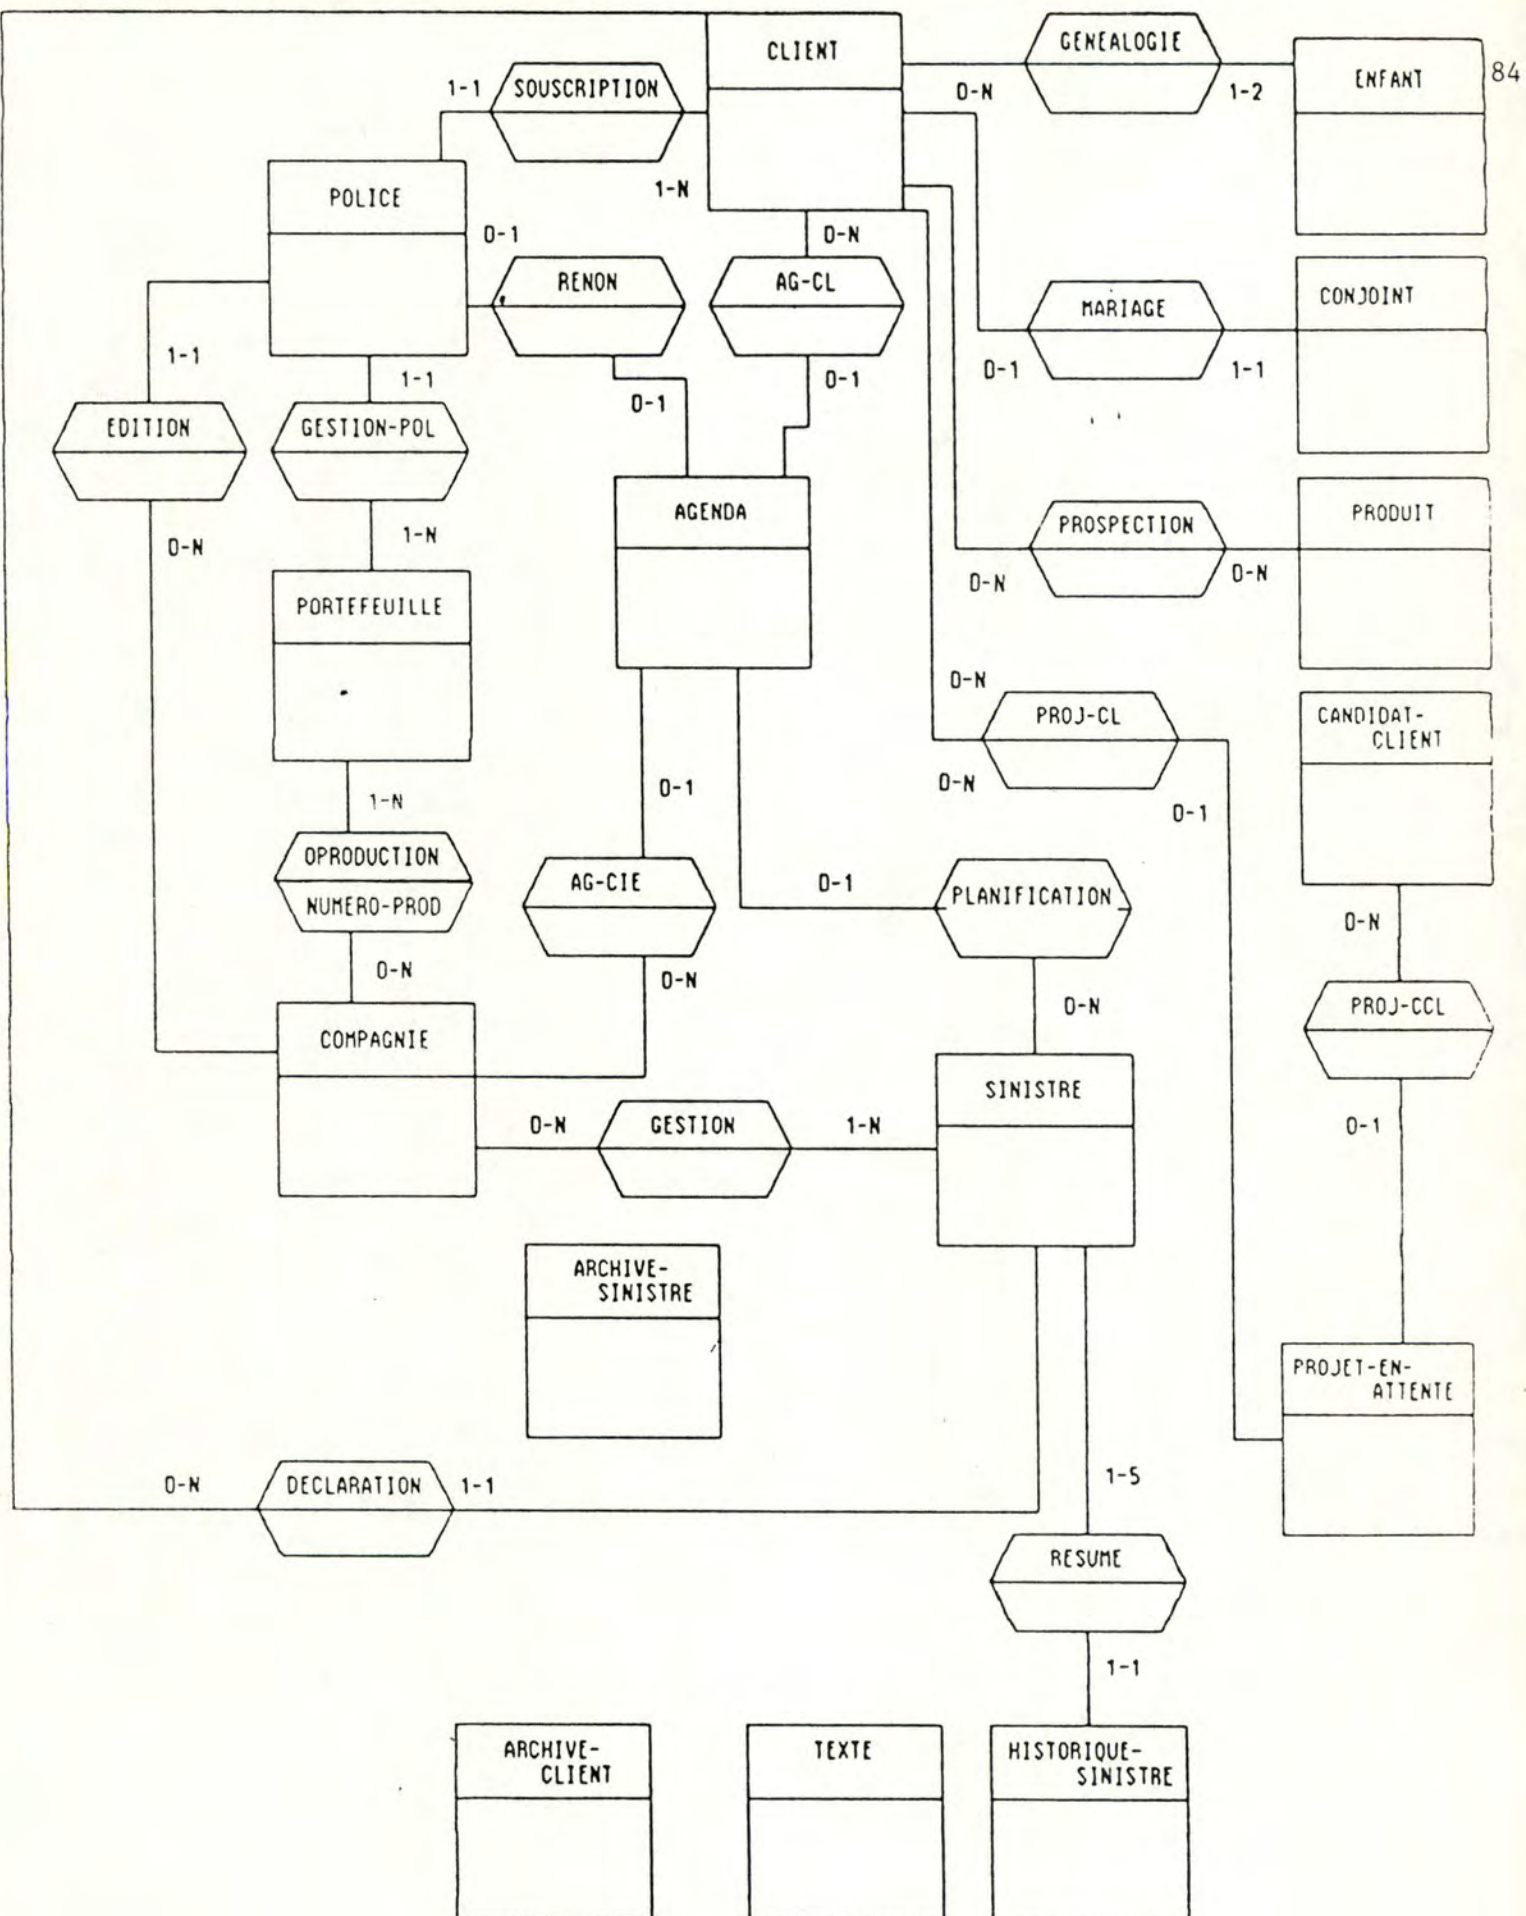 84
CLIENT
GENEALOGIE
ENFANT
1-1
SOUSCRIPTION
0-N
1-2
1-N
POLICE
0-1
RENON
0-N
AG-CL
CONJOINT
MARIAGE
1-1
1-1
0-1
0-1
0-1
1-1
EDITION
GESTION-POL
AGENDA
PRODUIT
PROSPECTION
0-N
1-N
0-N
0-N
PORTEFEUILLE
0-N
PROJ-CL
CANDIDAT-
CLIENT
0-1
0-N
0-1
1-N
OPRODUCTION
NUMERO-PROD
AG-CIE
0-1
PLANIFICATION
0-N
0-N
0-N
0-N
PROJ-CCL
COMPAGNIE
SINISTRE
0-N
GESTION
1-N
0-1
ARCHIVE-
SINISTRE
PROJET-EN-
ATTENTE
0-N
DECLARATION
1-1
1-5
RESUME
1-1
ARCHIVE-
CLIENT
TEXTE
HISTORIQUE-
SINISTRE